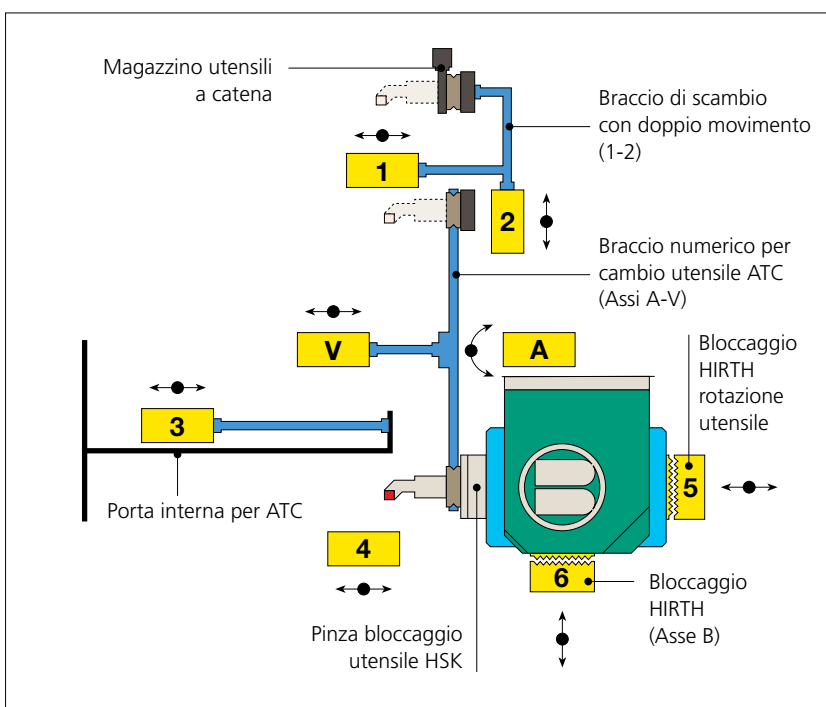 Magazzino utensili
a catena
Braccio di scambio
con doppio movimento
(1-2)
1
2
Braccio numerico per
cambio utensile ATC
(Assi A-V)
V
A
Bloccaggio
HIRTH
rotazione
utensile
3
5
Porta interna per ATC
4
6
Bloccaggio
HIRTH
(Asse B)
Pinza bloccaggio
utensile HSK